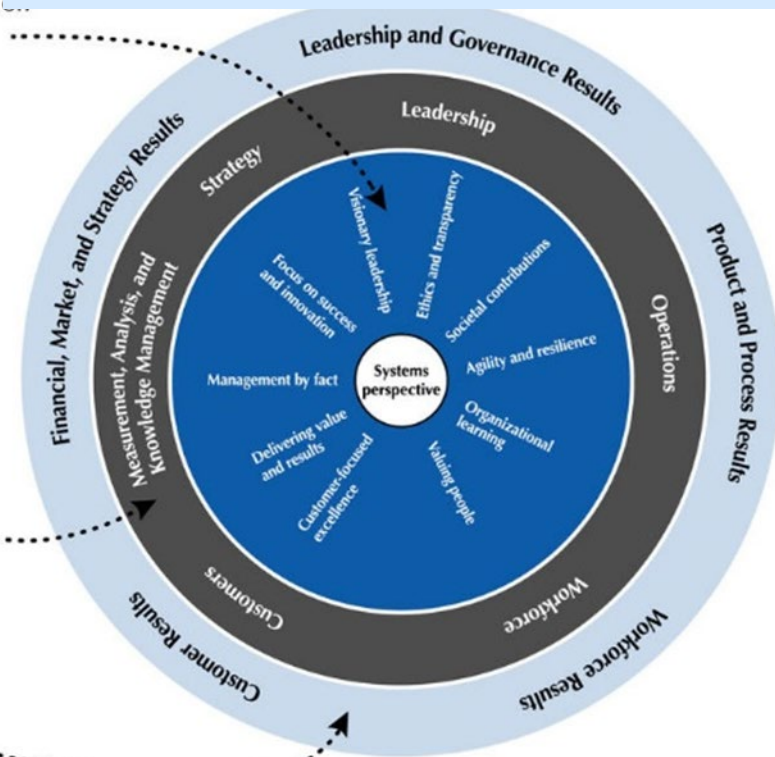 Leadership and Governance Results
Product and Process Results
Workforce Results
Customer Results
Financial, Market, and Strategy Results
Leadership
Operations
Workforce
Customers
Measurement, Analysis, and
Knowledge Management
Strategy
Visionary leadership
Ethics and transparency
Societal contributions
Agility and resilience
Organizational
learning
Valuing people
Customer-focused
excellence
Delivering value
and results
Management by fact
Focus on success
and innovation
Systems
perspective